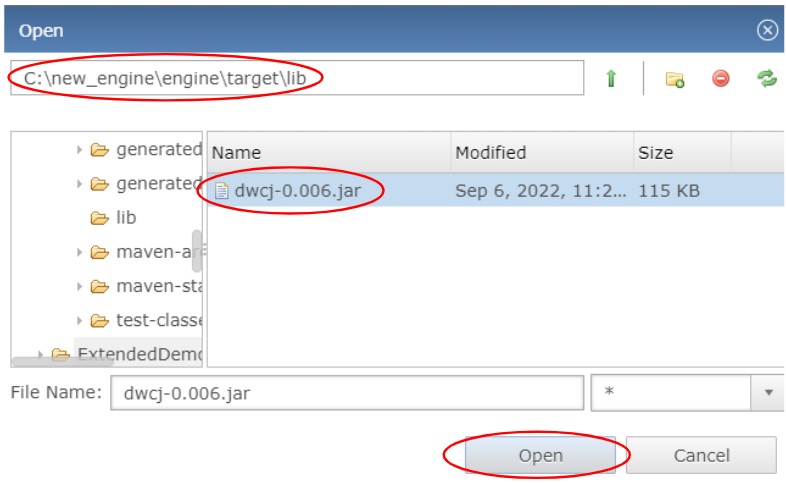 Open
C:\new_engine\engine\target\lib
generated
generated
lib
maven-ar
maven-sta
test-classe
ExtendedDemo
Name Modified Size
dwcj-0.006.jar Sep 6, 2022, 11:2... 115 KB
File Name: dwcj-0.006.jar *
Open Cancel